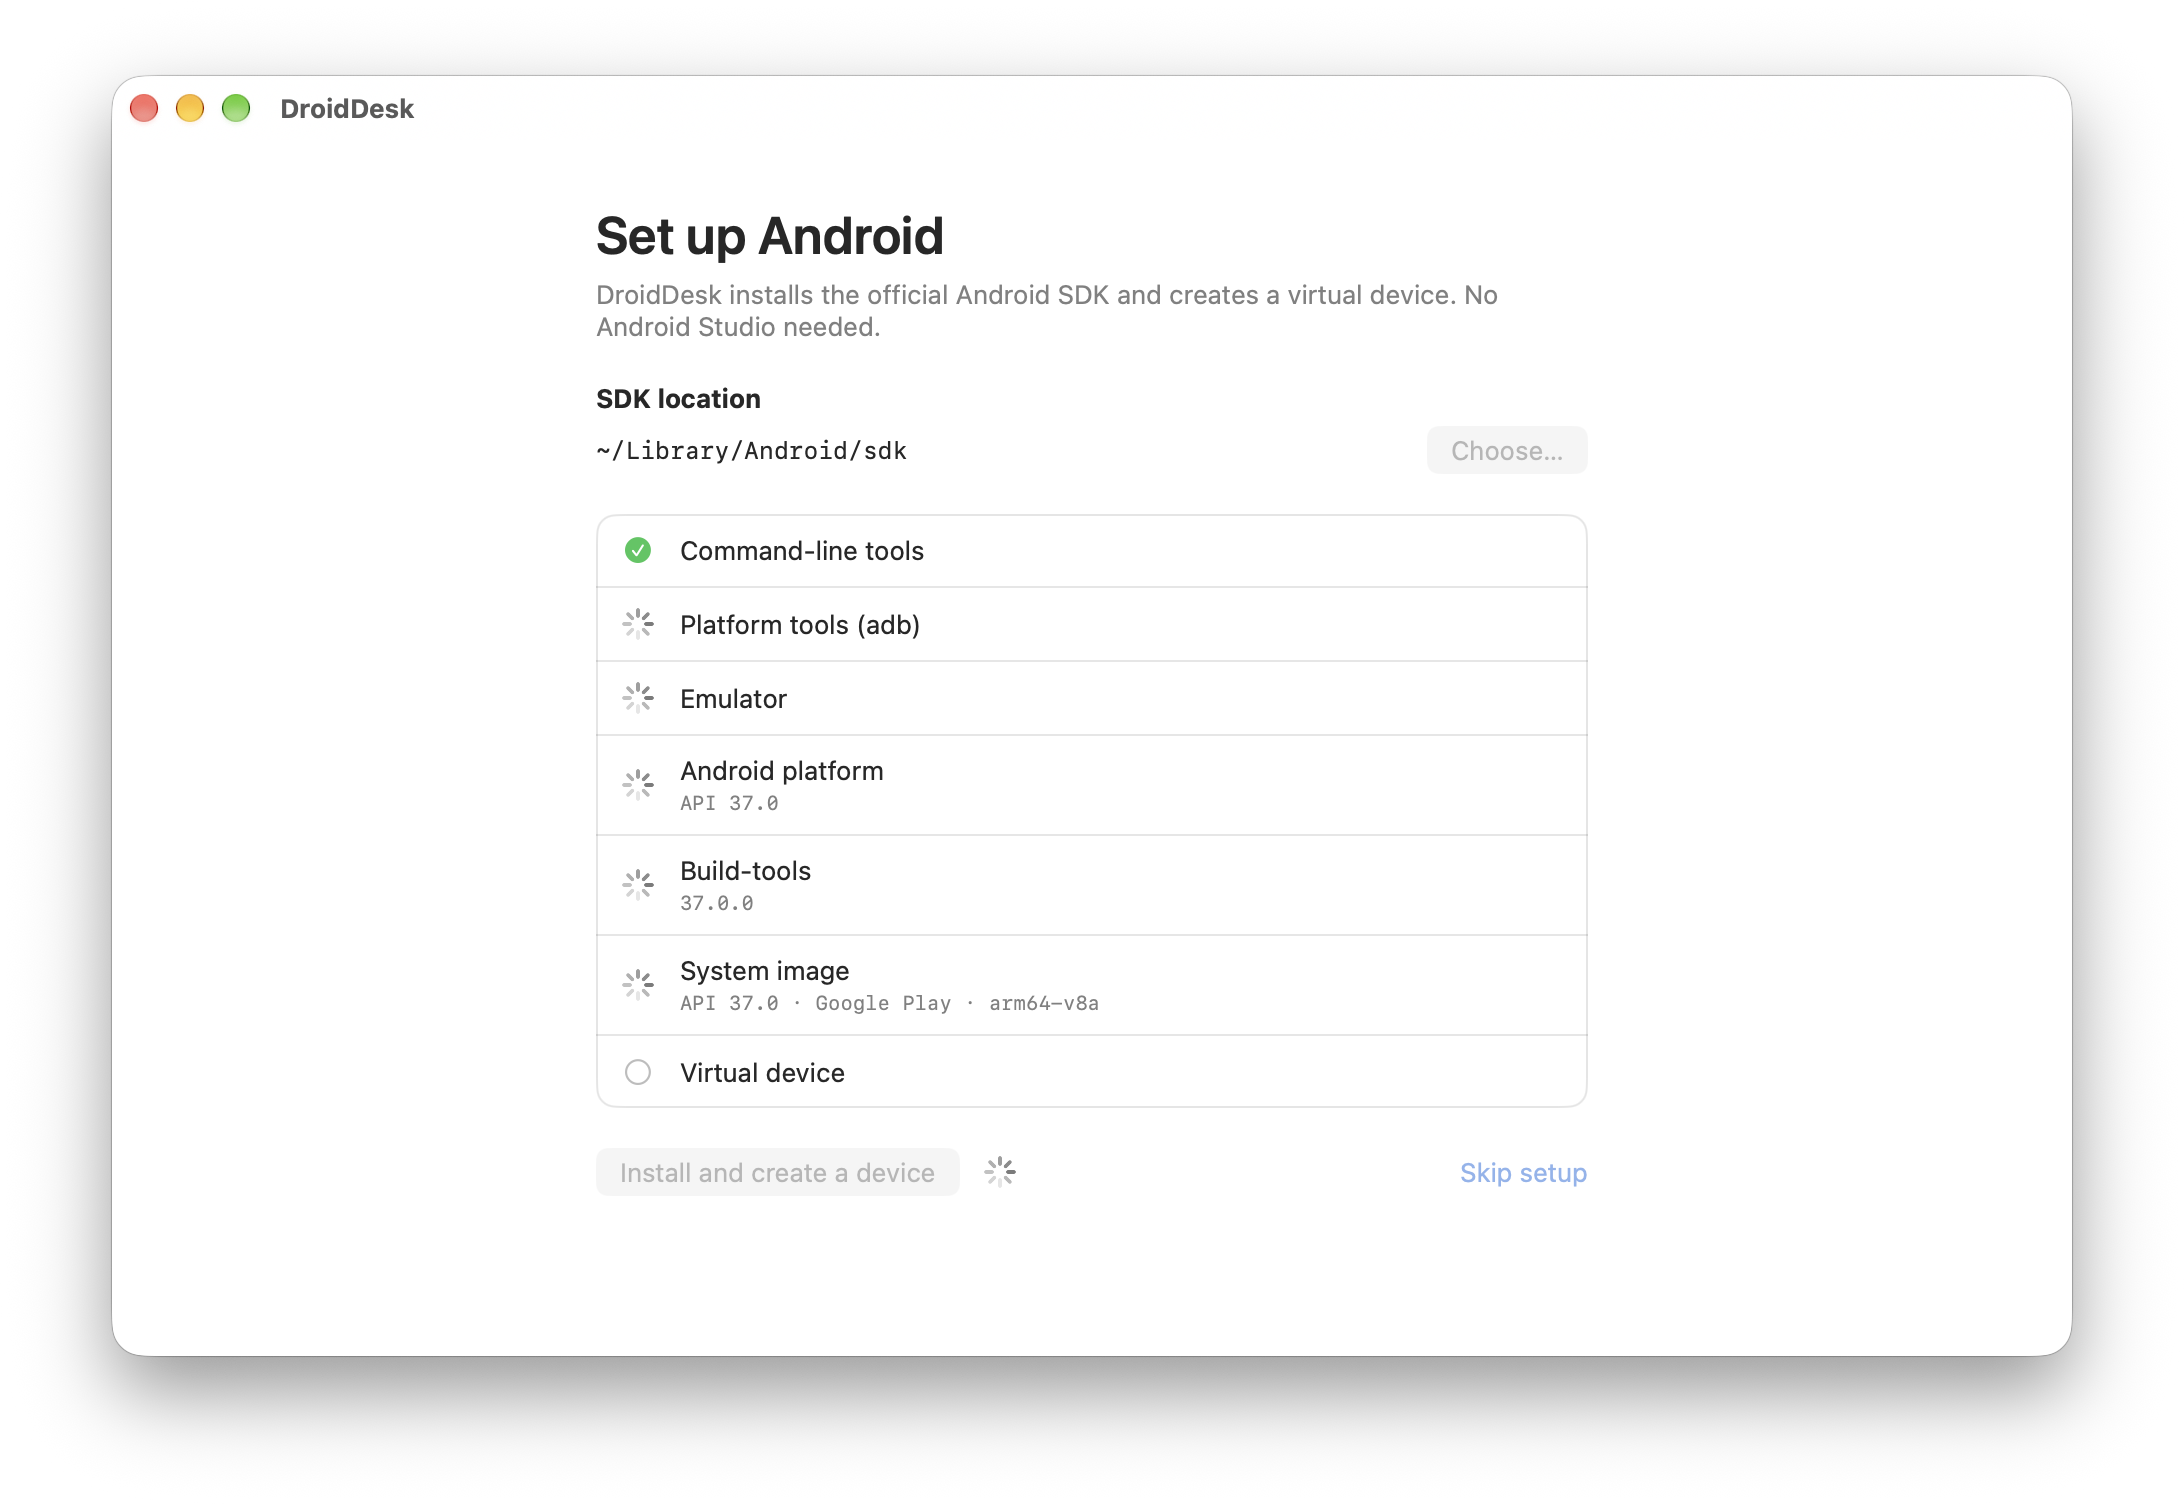 DroidDesk
Set up Android
DroidDesk installs the official Android SDK and creates a virtual device. No
Android Studio needed.
SDK location
~/Library/Android/sdk
Choose...
Command-line tools
Platform tools (adb)
Emulator
Android platform
API 37.0
Build-tools
37.0.0
System image
API 37.0 · Google Play · arm64-v8a
Virtual device
Install and create a device
Skip setup